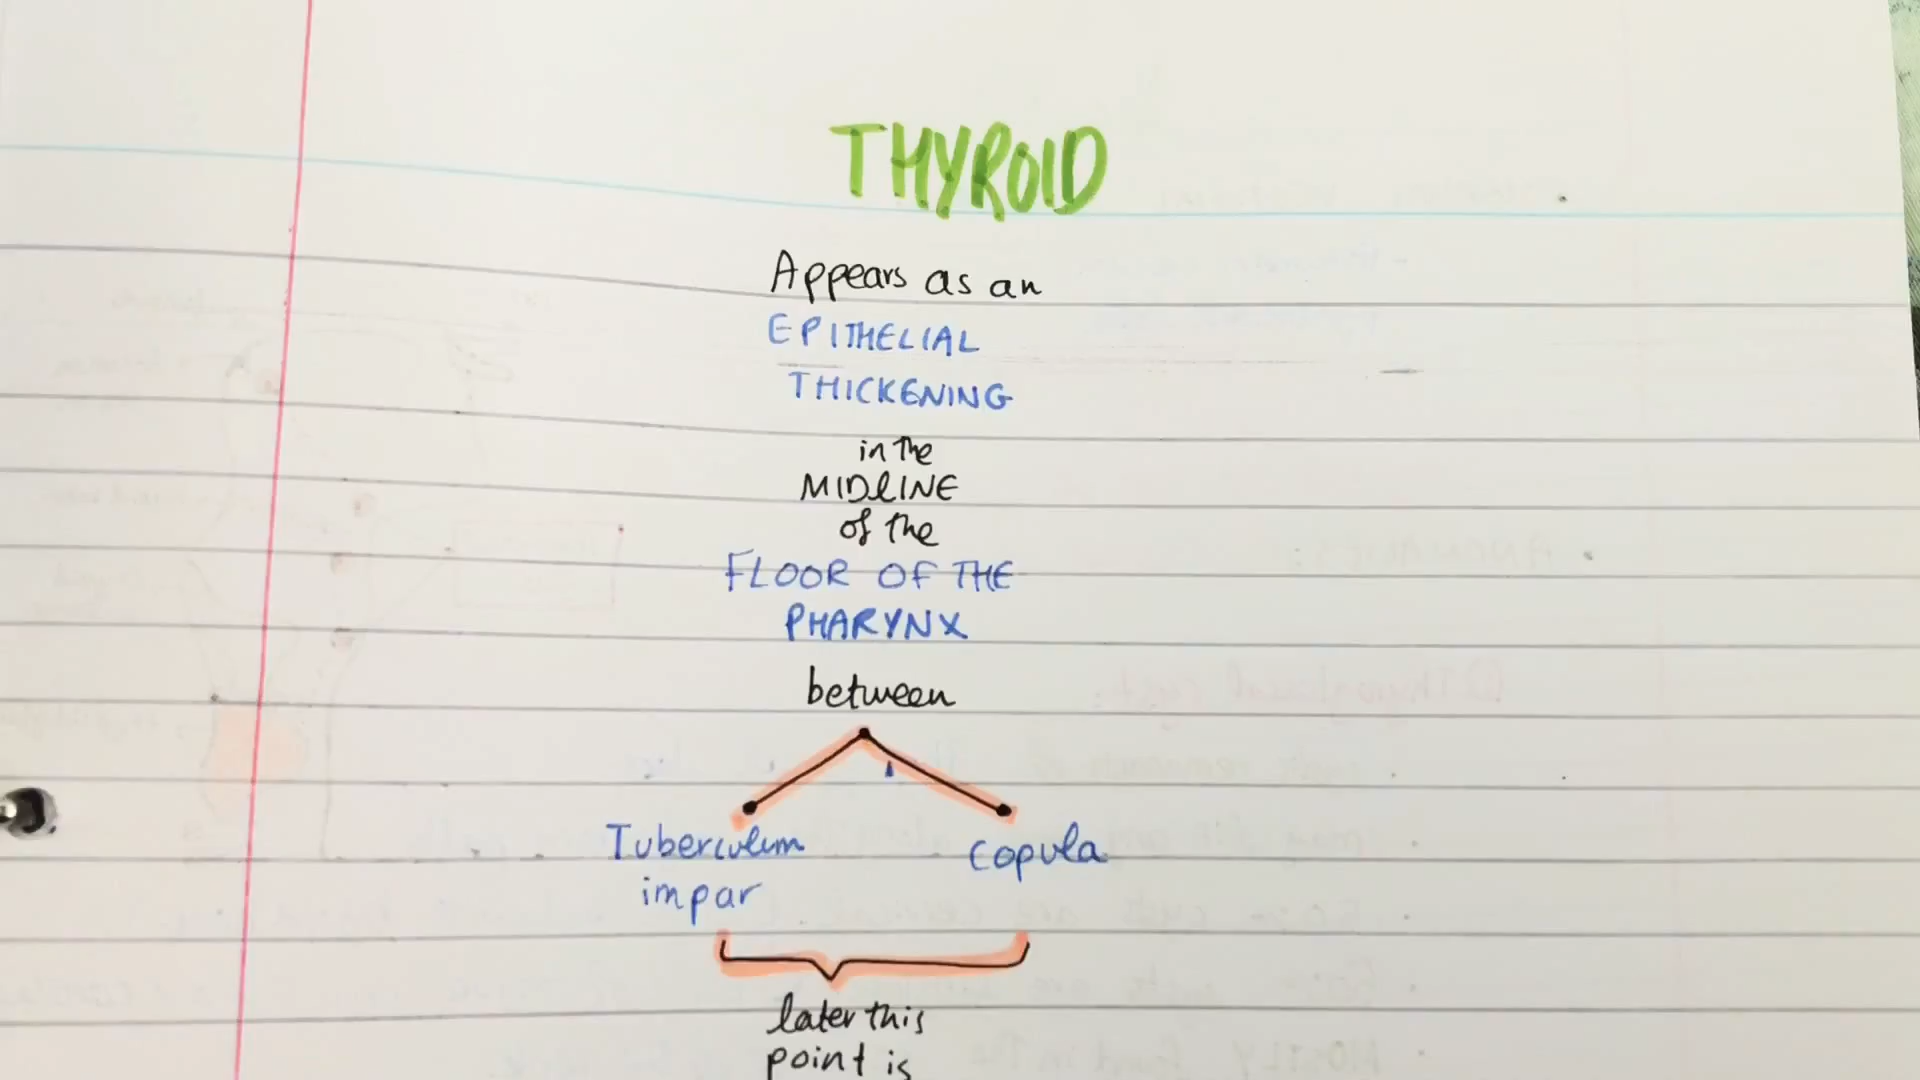 THYROID
Appears as an
EPITHELIAL
THICKENING
in the
MIDLINE
of the
FLOOR OF THE
PHARYNX
between
Tuberculum
impar
copula
later this
point is